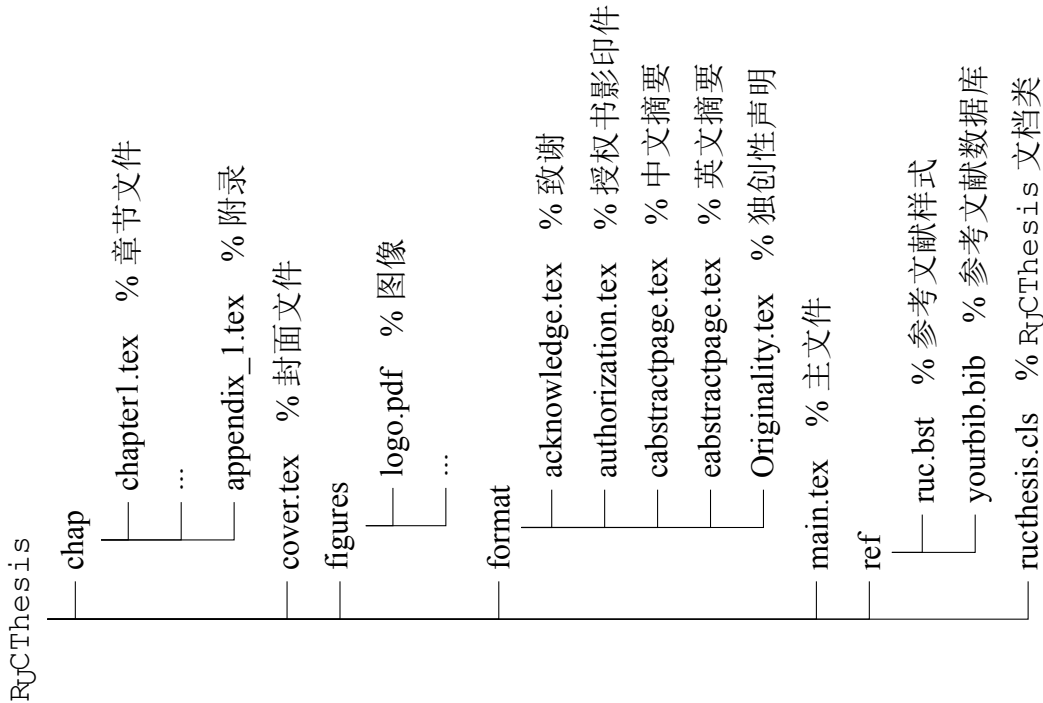 RUCThesis
chap
chapter1.tex % 章节文件
...
appendix_1.tex % 附录
cover.tex % 封面文件
figures
logo.pdf % 图像
...
format
acknowledge.tex % 致谢
authorization.tex % 授权书影印件
cabstractpage.tex % 中文摘要
eabstractpage.tex % 英文摘要
Originality.tex % 独创性声明
main.tex % 主文件
ref
ruc.bst % 参考文献样式
yourbib.bib % 参考文献数据库
ructhesis.cls % RUCThesis 文档类